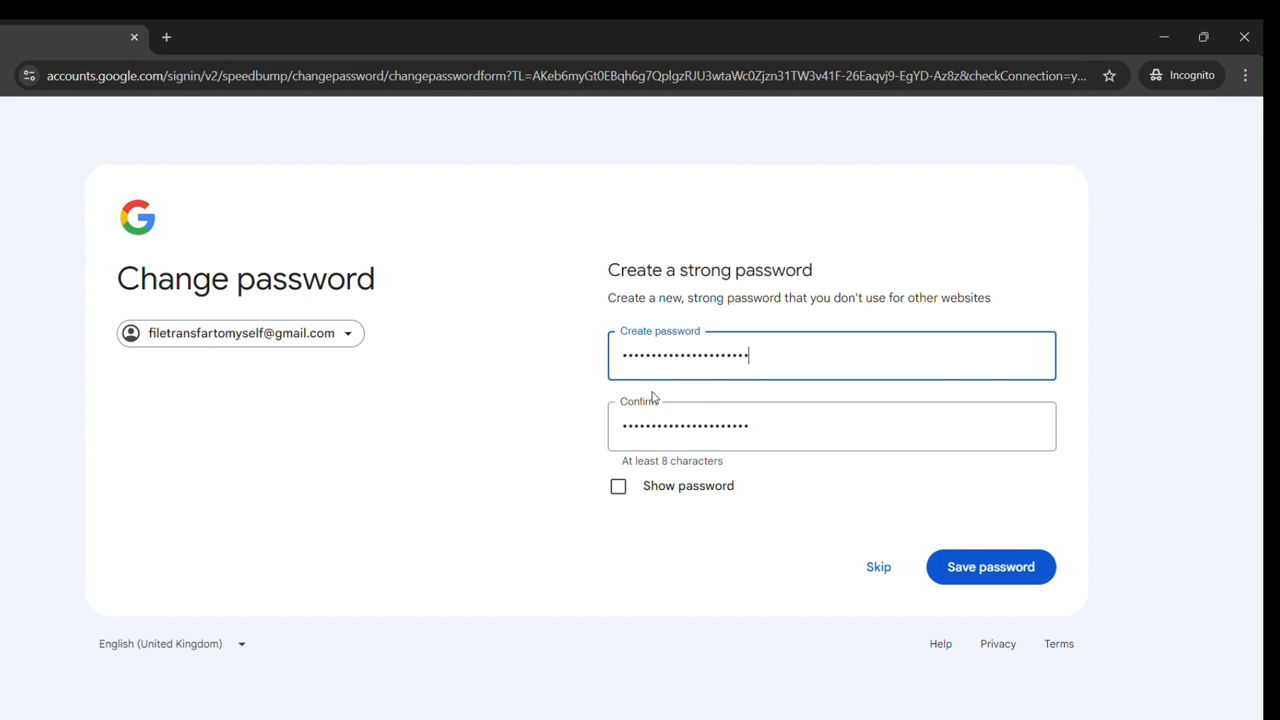 accounts.google.com/signin/v2/speedbump/changepassword/changepasswordform?TL=AKeb6myGt0EBqh6g7QplgzRJU3wtaWc0Zjzn31TW3v41F-26Eaqvj9-EgYD-Az8z&checkConnection=y...
Incognito
Change password
filetransfartomyself@gmail.com
Create a strong password
Create a new, strong password that you don't use for other websites
Create password
•••••••••••••••••••••••
Confirm
•••••••••••••••••••••••
At least 8 characters
Show password
Skip
Save password
English (United Kingdom)
Help Privacy Terms